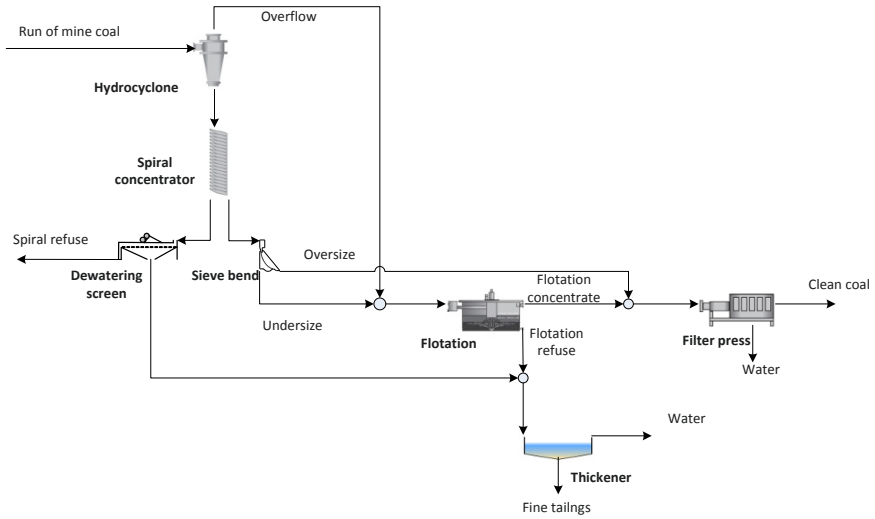 Overflow
Run of mine coal
Hydrocyclone
Spiral
concentrator
Spiral refuse
Dewatering
screen
Sieve bend
Oversize
Undersize
Flotation
concentrate
Flotation
Flotation
refuse
Clean coal
Filter press
Water
Water
Thickener
Fine tailngs